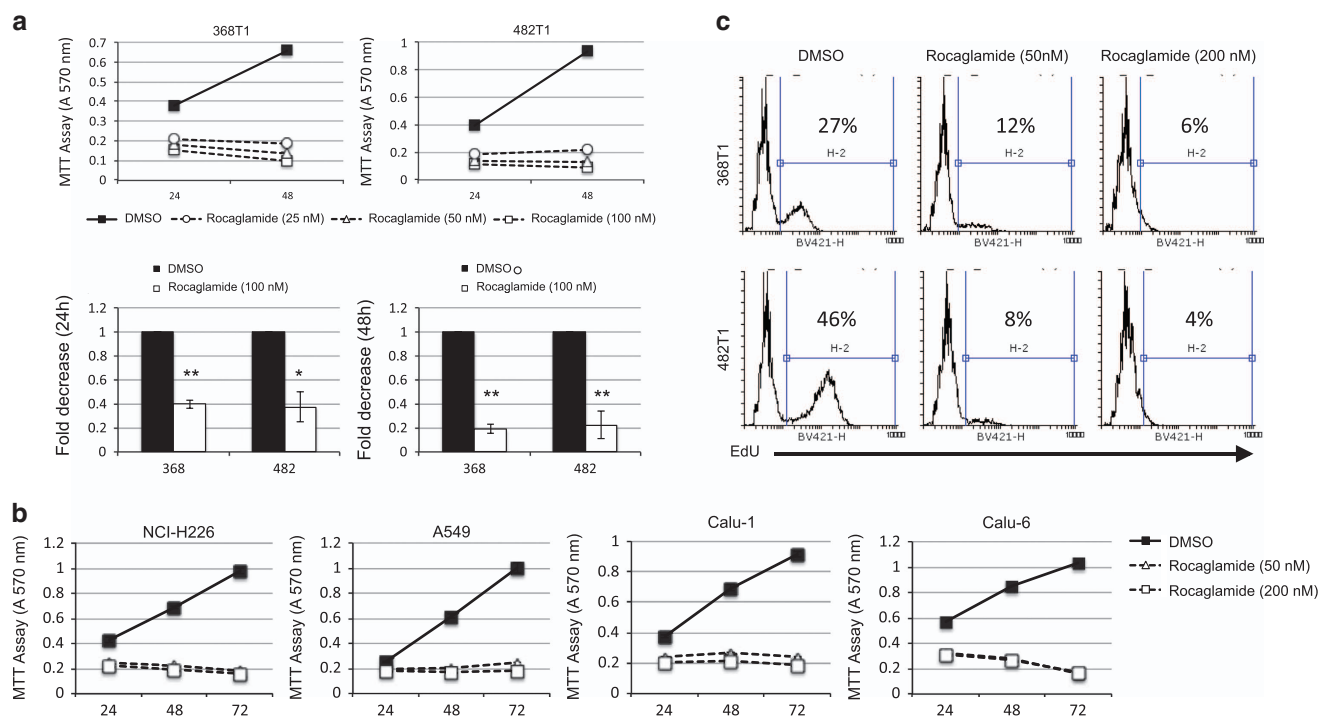 a
368T1
MTT Assay (A 570 nm)
0.7
0.6
0.5
0.4
0.3
0.2
0.1
0
24 48
482T1
MTT Assay (A 570 nm)
1
0.8
0.6
0.4
0.2
0
24 48
DMSO Rocaglamide (25 nM) Rocaglamide (50 nM) Rocaglamide (100 nM)
DMSO
Rocaglamide (100 nM)
Fold decrease (24h)
1.2
1
0.8
0.6
0.4
0.2
0
** *
368 482
DMSO
Rocaglamide (100 nM)
Fold decrease (48h)
1.2
1
0.8
0.6
0.4
0.2
0
** **
368 482
c
DMSO Rocaglamide (50nM) Rocaglamide (200 nM)
368T1
27% 12% 6%
H-2 H-2 H-2
BV421-H BV421-H BV421-H
482T1
46% 8% 4%
H-2 H-2 H-2
BV421-H BV421-H BV421-H
EdU
b
NCI-H226
MTT Assay (A 570 nm)
1.2
1
0.8
0.6
0.4
0.2
0
24 48 72
A549
MTT Assay (A 570 nm)
1.2
1
0.8
0.6
0.4
0.2
0
24 48 72
Calu-1
MTT Assay (A 570 nm)
1
0.8
0.6
0.4
0.2
0
24 48 72
Calu-6
MTT Assay (A 570 nm)
1.2
1
0.8
0.6
0.4
0.2
0
24 48 72
DMSO
Rocaglamide (50 nM)
Rocaglamide (200 nM)